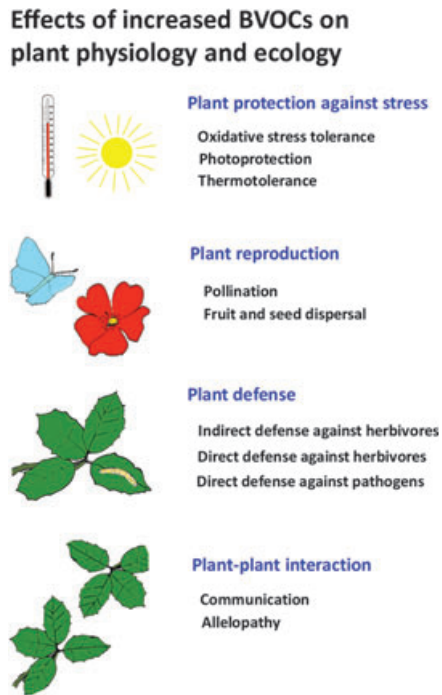 Effects of increased BVOCs on
plant physiology and ecology
Plant protection against stress
Oxidative stress tolerance
Photoprotection
Thermotolerance
Plant reproduction
Pollination
Fruit and seed dispersal
Plant defense
Indirect defense against herbivores
Direct defense against herbivores
Direct defense against pathogens
Plant-plant interaction
Communication
Allelopathy